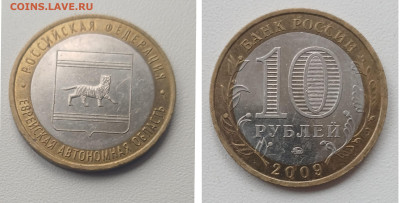 COINS.LAVE.RU
РОССИЙСКАЯ ФЕДЕРАЦИЯ
ЕВРЕЙСКАЯ АВТОНОМНАЯ ОБЛАСТЬ
БАНК РОССИИ
10
РУБЛЕЙ
2009